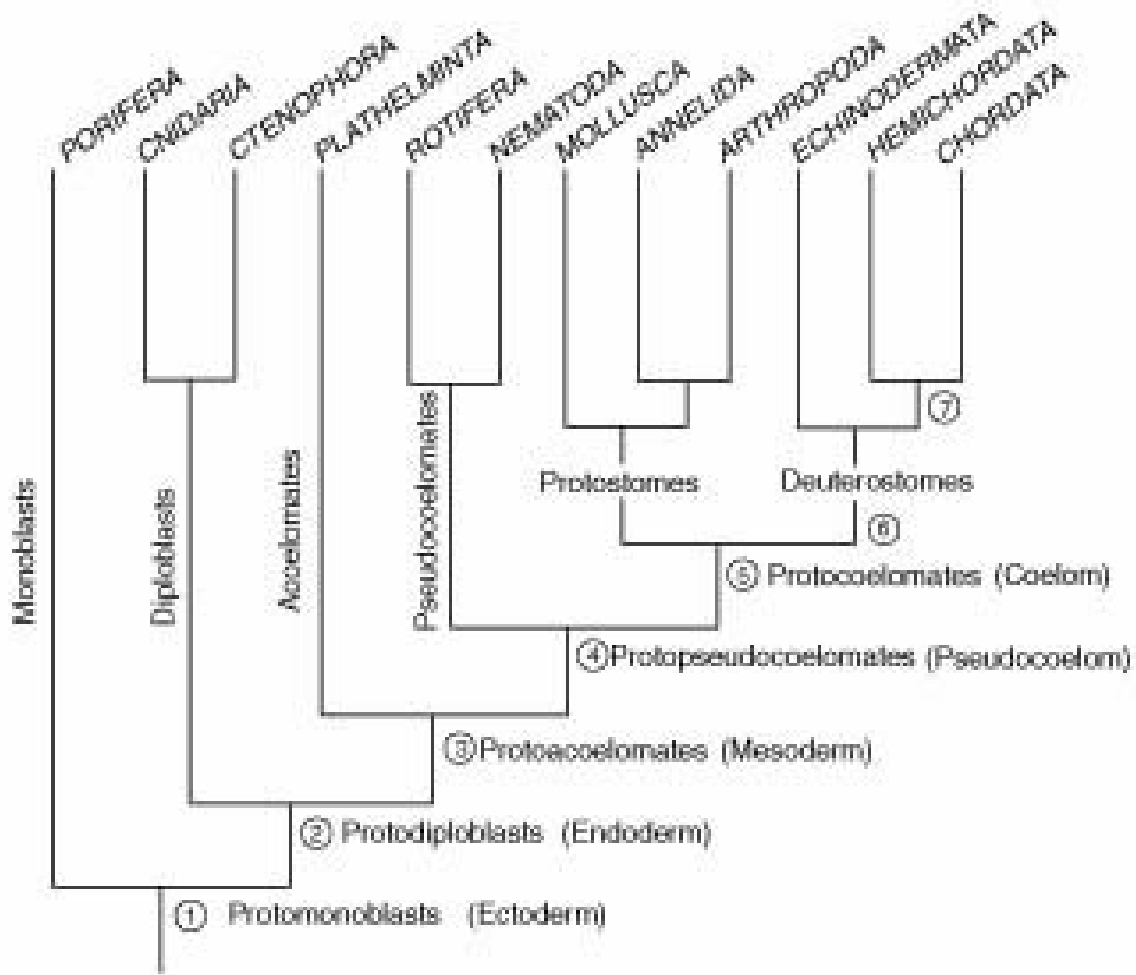 PORIFERA
CNIDARIA
CTENOPHORA
PLATHELMINTA
ROTIFERA
NEMATODA
MOLLUSCA
ANNELIDA
ARTHROPODA
ECHINODERMATA
HEMICHORDATA
CHORDATA
Monoblasts
Diploblasts
Accelomates
Pseudocoelomates
Protostomes
Deuterostomes
7
6
5 Protocoelomates (Coelom)
4 Protopseudocoelomates (Pseudocoelom)
3 Protoacoelomates (Mesoderm)
2 Protodiploblasts (Endoderm)
1 Protomonoblasts (Ectoderm)